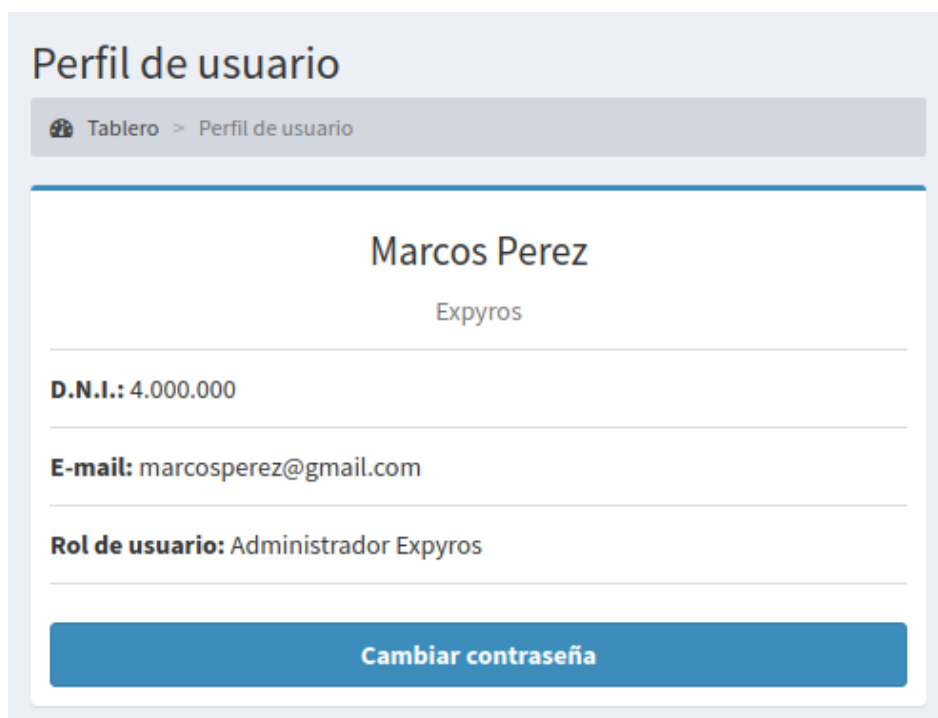 Perfil de usuario
Tablero > Perfil de usuario
Marcos Perez
Expyros
D.N.I.: 4.000.000
E-mail: marcosperez@gmail.com
Rol de usuario: Administrador Expyros
Cambiar contraseña